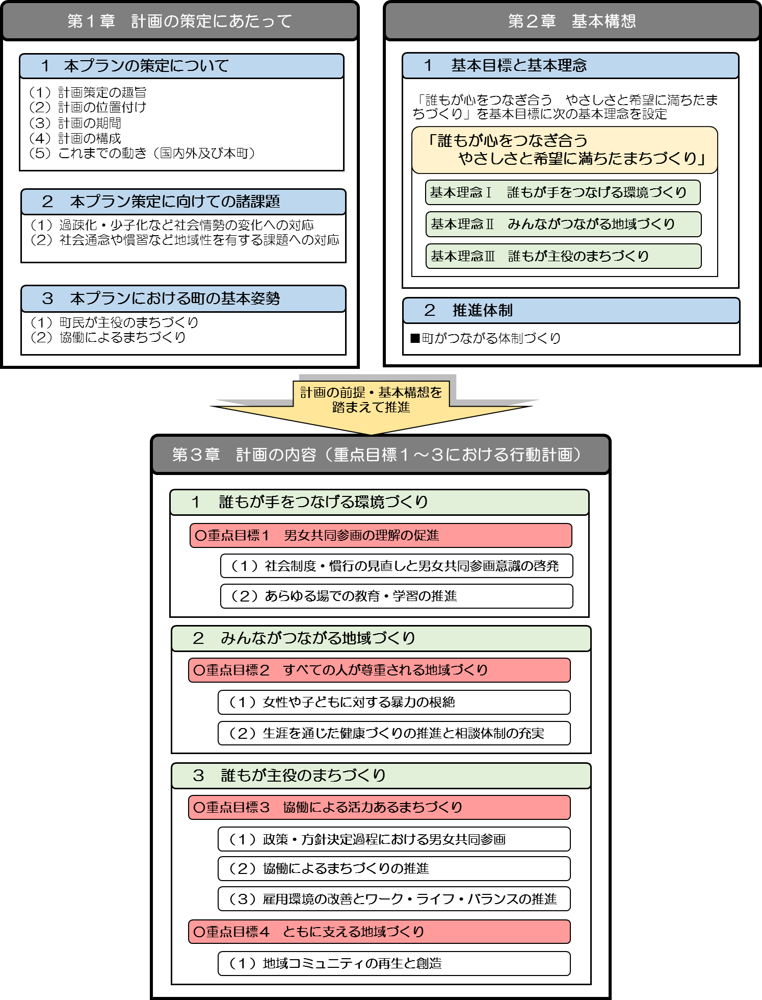 第１章　計画の策定にあたって
１　本プランの策定について
（１）計画策定の趣旨
（２）計画の位置付け
（３）計画の期間
（４）計画の構成
（５）これまでの動き（国内外及び本町）
２　本プラン策定に向けての諸課題
（１）過疎化・少子化など社会情勢の変化への対応
（２）社会通念や慣習など地域性を有する課題への対応
３　本プランにおける町の基本姿勢
（１）町民が主役のまちづくり
（２）協働によるまちづくり
第２章　基本構想
１　基本目標と基本理念
「誰もが心をつなぎ合う　やさしさと希望に満ちたま
ちづくり」を基本目標に次の基本理念を設定
「誰もが心をつなぎ合う
やさしさと希望に満ちたまちづくり」
基本理念Ⅰ　誰もが手をつなげる環境づくり
基本理念Ⅱ　みんながつながる地域づくり
基本理念Ⅲ　誰もが主役のまちづくり
２　推進体制
■町がつながる体制づくり
計画の前提・基本構想を
踏まえて推進
第３章　計画の内容（重点目標１～３における行動計画）
１　誰もが手をつなげる環境づくり
〇重点目標１　男女共同参画の理解の促進
（１）社会制度・慣行の見直しと男女共同参画意識の啓発
（２）あらゆる場での教育・学習の推進
２　みんながつながる地域づくり
〇重点目標２　すべての人が尊重される地域づくり
（１）女性や子どもに対する暴力の根絶
（２）生涯を通じた健康づくりの推進と相談体制の充実
３　誰もが主役のまちづくり
〇重点目標３　協働による活力あるまちづくり
（１）政策・方針決定過程における男女共同参画
（２）協働によるまちづくりの推進
（３）雇用環境の改善とワーク・ライフ・バランスの推進
〇重点目標４　ともに支える地域づくり
（１）地域コミュニティの再生と創造